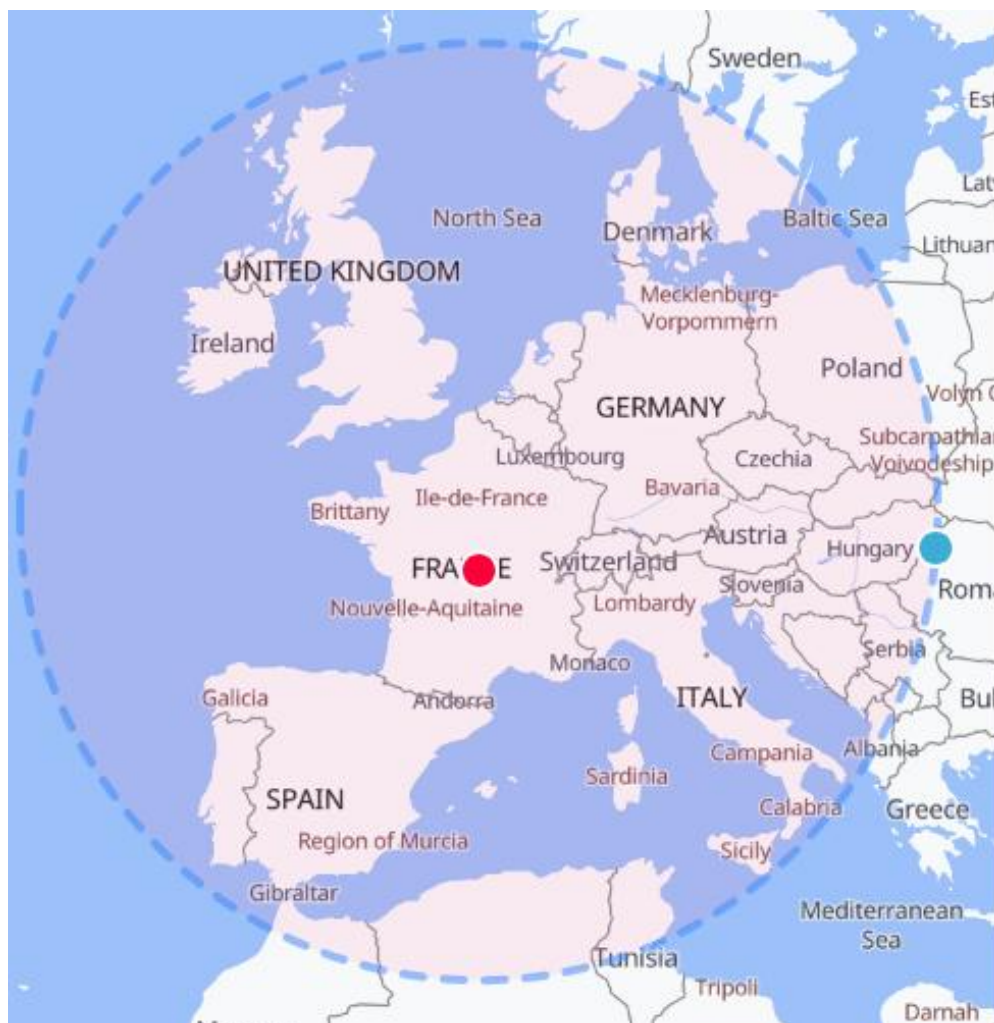 Sweden
Est
Latv
North Sea
Baltic Sea
Denmark
Lithuan
UNITED KINGDOM
Mecklenburg-
Vorpommern
Ireland
Poland
Volyn O
GERMANY
Subcarpathian
Voivodeship
Luxembourg
Czechia
Ile-de-France
Bavaria
Brittany
Austria
Hungary
FRA E
Switzerland
Slovenia
Roma
Nouvelle-Aquitaine
Lombardy
Serbia
Monaco
Andorra
ITALY
Bul
Galicia
Campania
Albania
Sardinia
SPAIN
Calabria
Greece
Region of Murcia
Sicily
Gibraltar
Mediterranean
Sea
Tunisia
Tripoli
Darnah